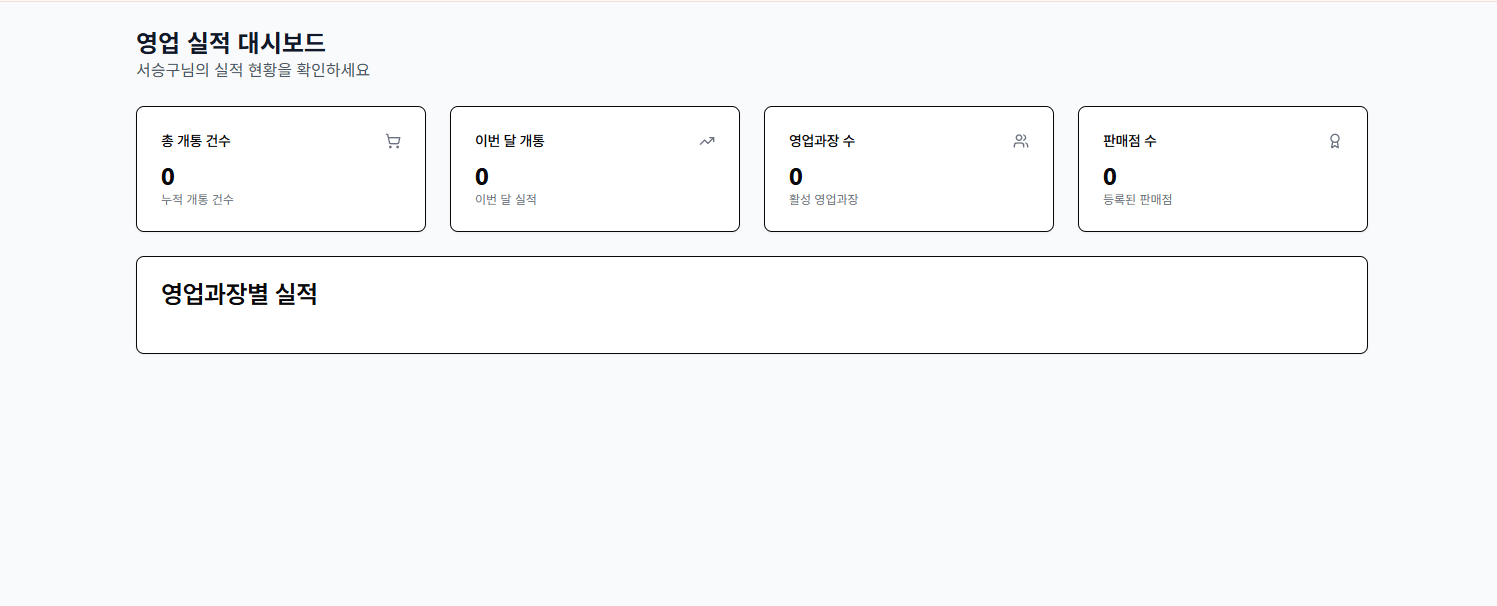 영업 실적 대시보드
서승구님의 실적 현황을 확인하세요
총 개통 건수
0
누적 개통 건수
이번 달 개통
0
이번 달 실적
영업과장 수
0
활성 영업과장
판매점 수
0
등록된 판매점
영업과장별 실적